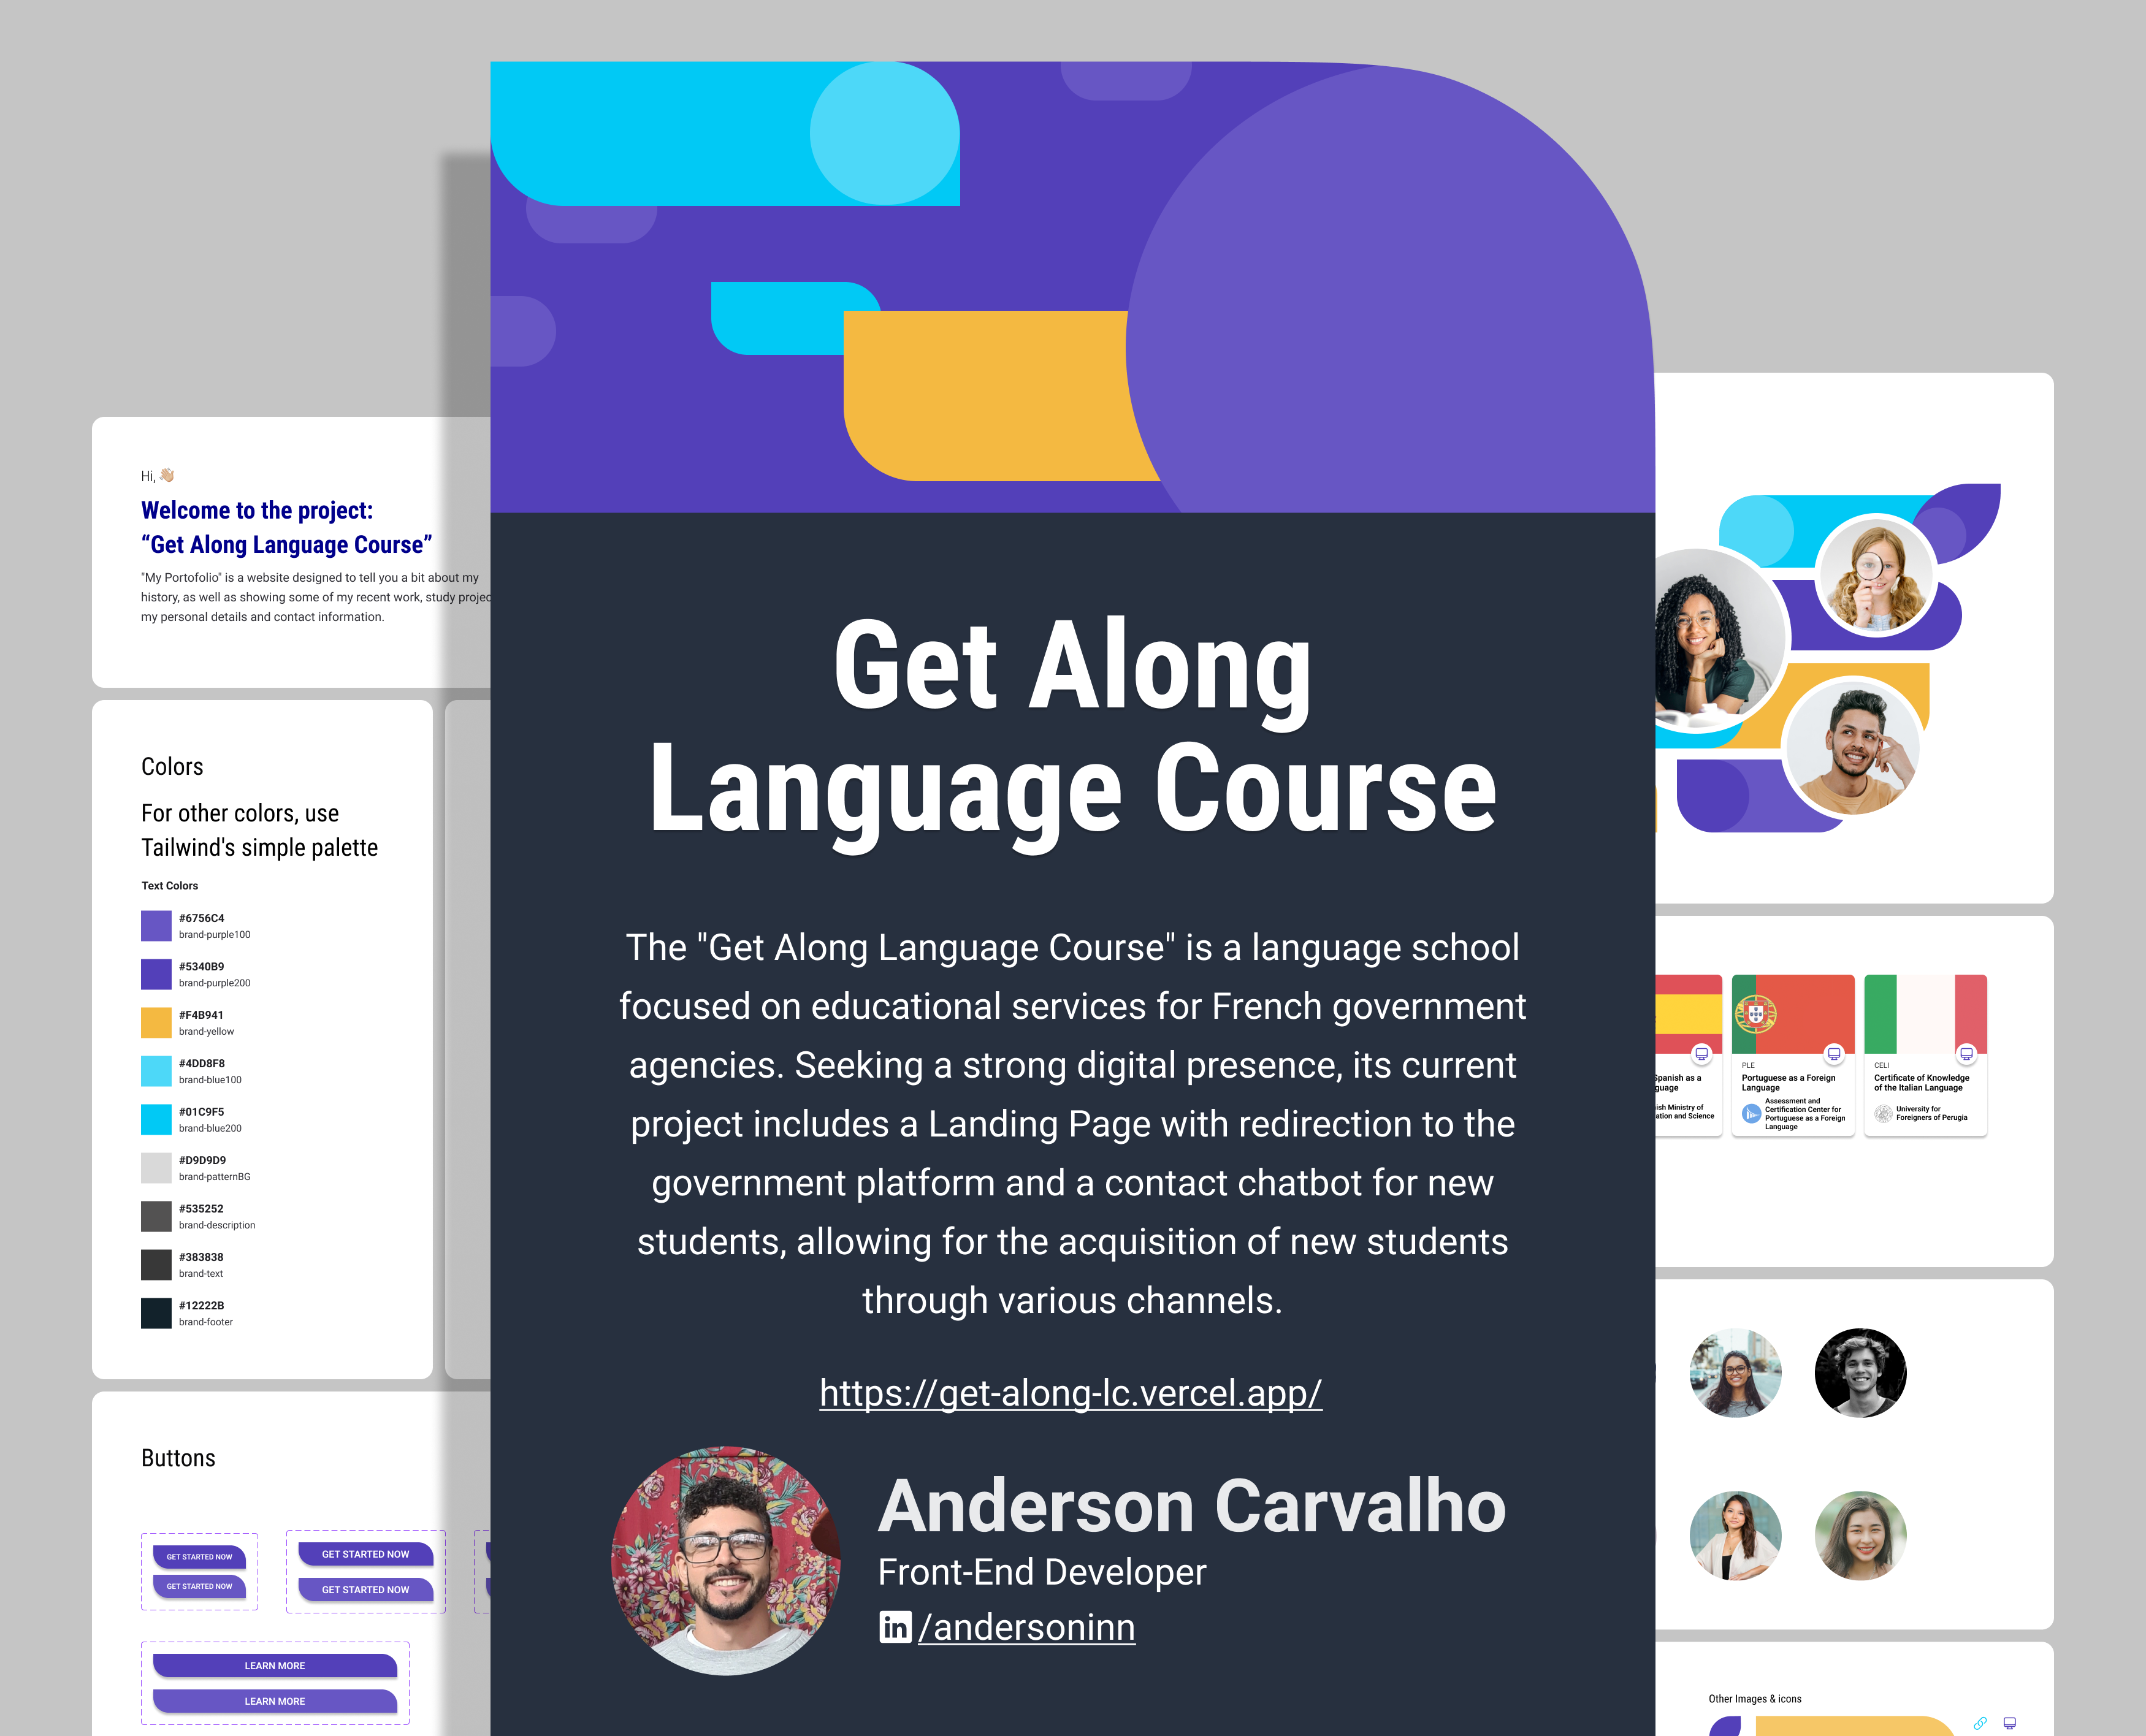 Hi,
Welcome to the project:
“Get Along Language Course”
"My Portofolio" is a website designed to tell you a bit about my
history, as well as showing some of my recent work, study
my personal details and contact information.
Colors
For other colors, use
Tailwind's simple palette
Text Colors
#6756C4
brand-purple100
#5340B9
brand-purple200
#F4B941
brand-yellow
#4DD8F8
brand-blue100
#01C9F5
brand-blue200
#D9D9D9
brand-patternBG
#535252
brand-description
#383838
brand-text
#12222B
brand-footer
Buttons
GET STARTED NOW
GET STARTED NOW
GET STARTED NOW
GET STARTED NOW
LEARN MORE
LEARN MORE
Get Along
Language Course
The "Get Along Language Course" is a language school
focused on educational services for French government
agencies. Seeking a strong digital presence, its current
project includes a Landing Page with redirection to the
government platform and a contact chatbot for new
students, allowing for the acquisition of new students
through various channels.
https://get-along-lc.vercel.app/
Anderson Carvalho
Front-End Developer
in /andersoninn
Spanish as a
Ministry of
and Science
PLE
Portuguese as a Foreign
Language
Assessment and
Certification Center for
Portuguese as a Foreign
Language
CELI
Certificate of Knowledge
of the Italian Language
University for
Foreigners of Perugia
Other Images & icons